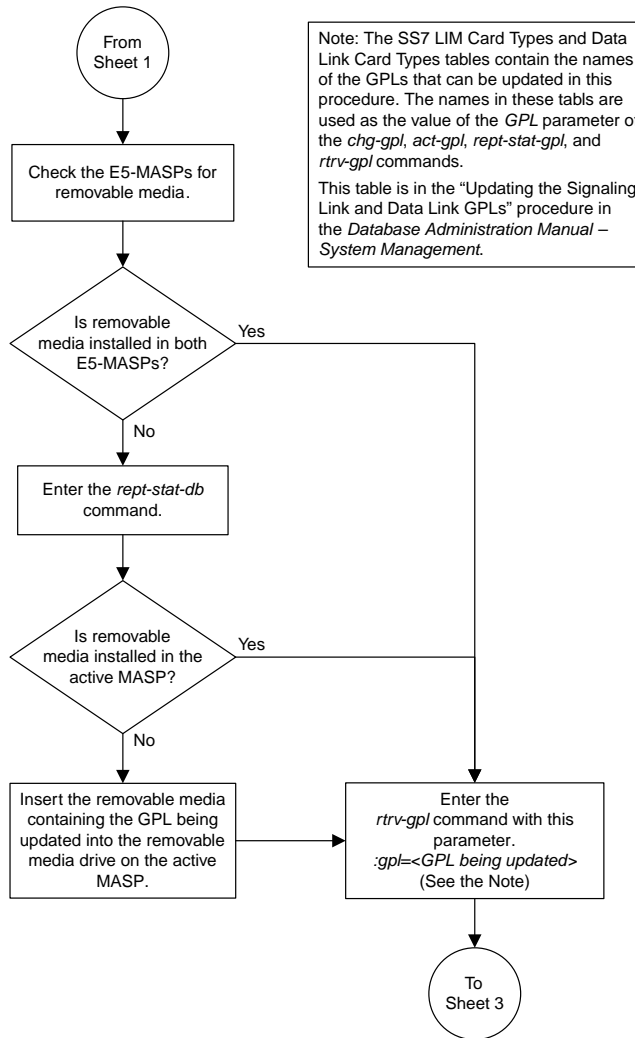 From
Sheet 1
Note: The SS7 LIM Card Types and Data
Link Card Types tables contain the names
of the GPLs that can be updated in this
procedure. The names in these tabls are
used as the value of the GPL parameter
the chg-gpl, act-gpl, rept-stat-gpl, and
rtrv-gpl commands.
This table is in the “Updating the Signaling
Link and Data Link GPLs” procedure in
the Database Administration Manual –
System Management.
Check the E5-MASPs for
removable media.
Is removable
media installed in both
E5-MASPs?
Yes
No
Enter the rept-stat-db
command.
Is removable
media installed in the
active MASP?
Yes
No
Insert the removable media
containing the GPL being
updated into the removable
media drive on the active
MASP.
Enter the
rtrv-gpl command with this
parameter.
:gpl=<GPL being updated>
(See the Note)
To
Sheet 3